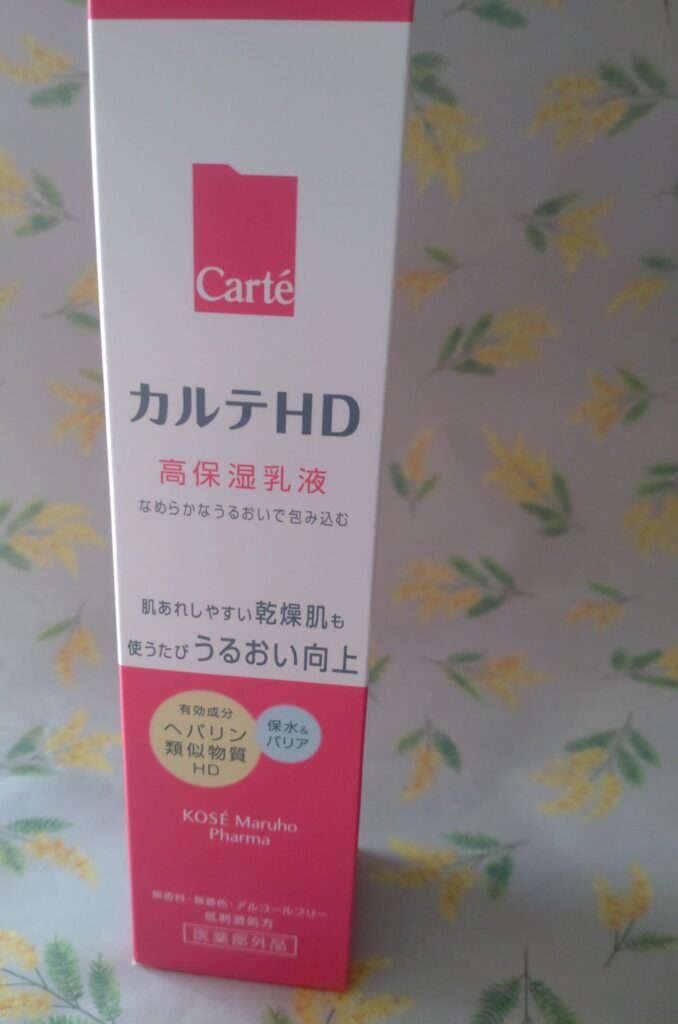 Carté
カルテHD
高保湿乳液
なめらかなうるおいで包み込む
肌あれしやすい乾燥肌も
使うたびうるおい向上
有効成分
ヘパリン
類似物質
HD
保水&
バリア
KOSÉ Maruho
Pharma
無香料・無着色・アルコールフリー
低刺激処方
医薬部外品